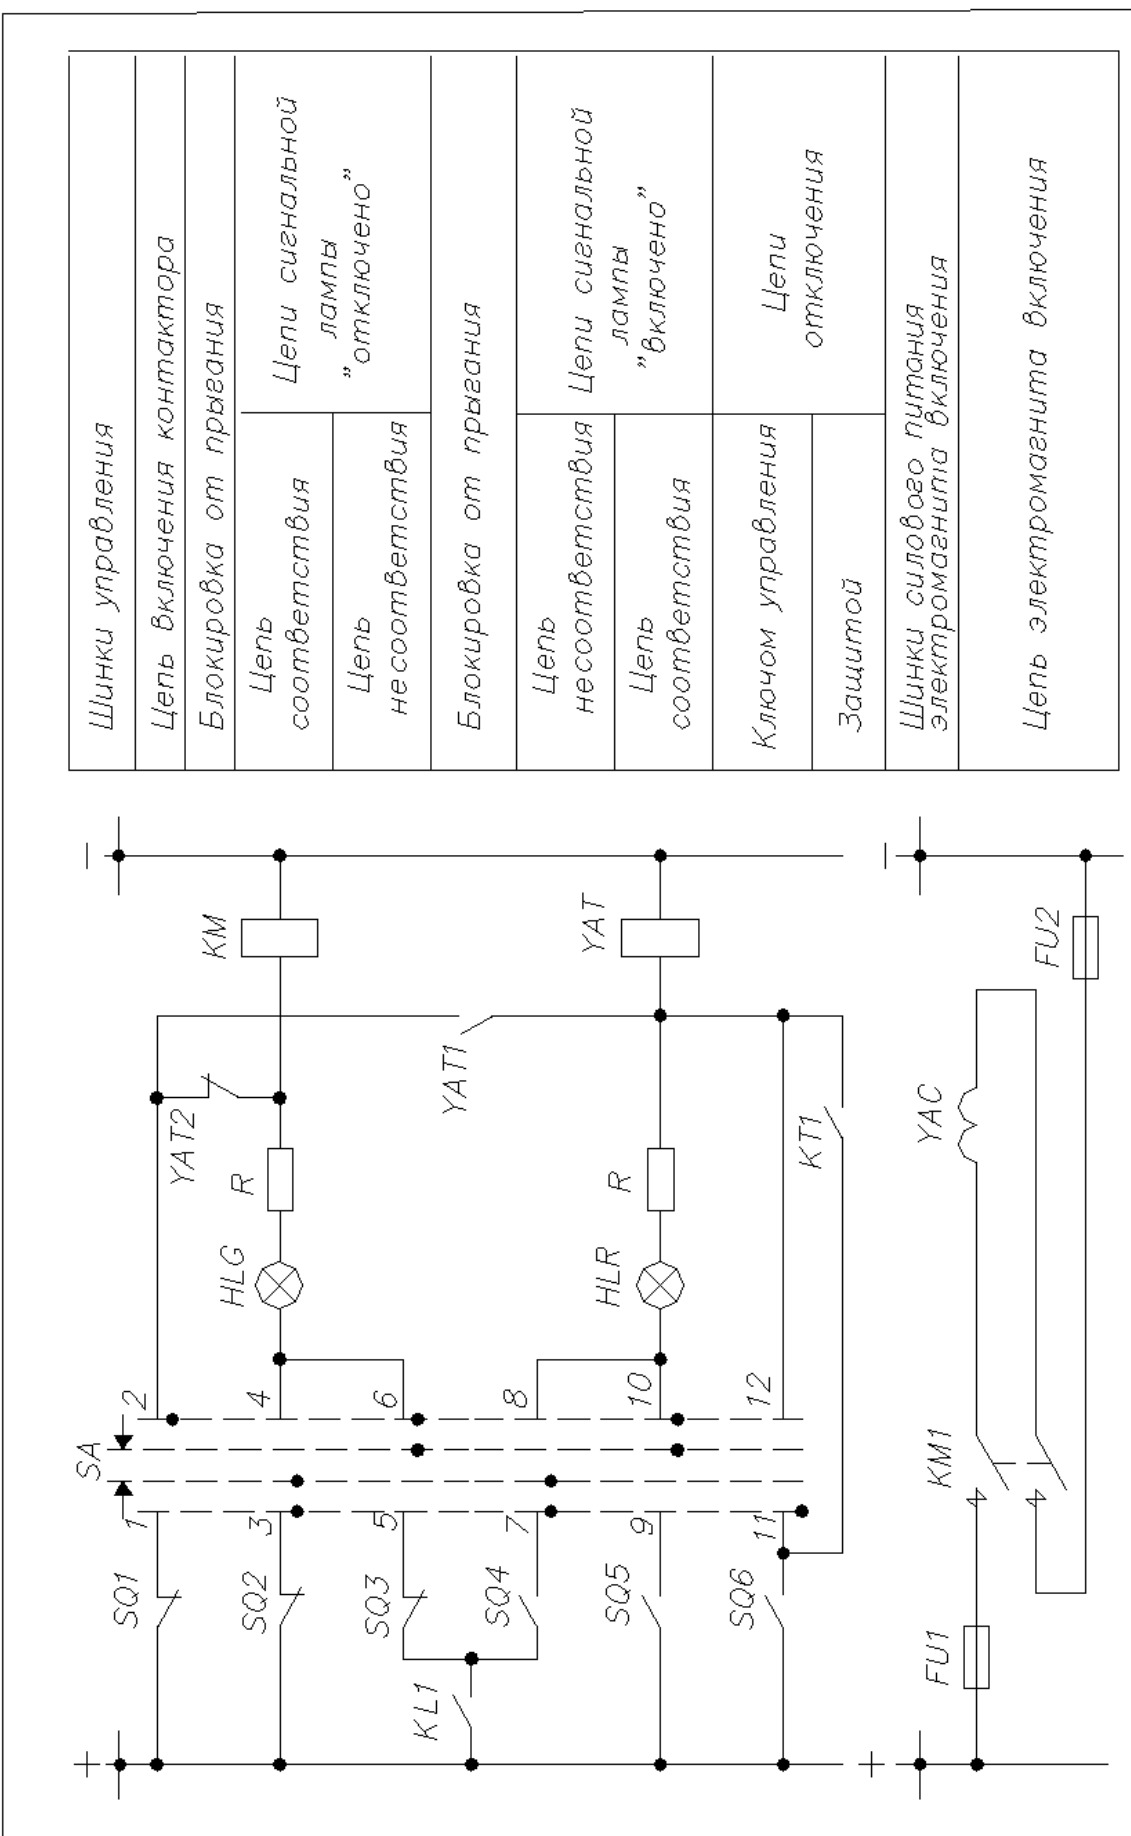 Шинки управления
Цепь включения контактора
Блокировка от прыгания
Цепь
соответствия
Цепи сигнальной
лампы
"отключено"
Цепь
несоответствия
Блокировка от прыгания
Цепь
несоответствия
Цепи сигнальной
лампы
"включено"
Цепь
соответствия
Ключом управления
Цепи
отключения
Защитой
Шинки силового питания
электромагнита включения
Цепь электромагнита включения
+
SA
−
SQ1
1
2
YAT2
KM
SQ2
3
4
HLG
R
KL1
SQ3
5
6
YAT1
SQ4
7
8
SQ5
9
10
HLR
R
YAT
SQ6
11
12
KT1
+
−
FU1
KM1
YAC
FU2